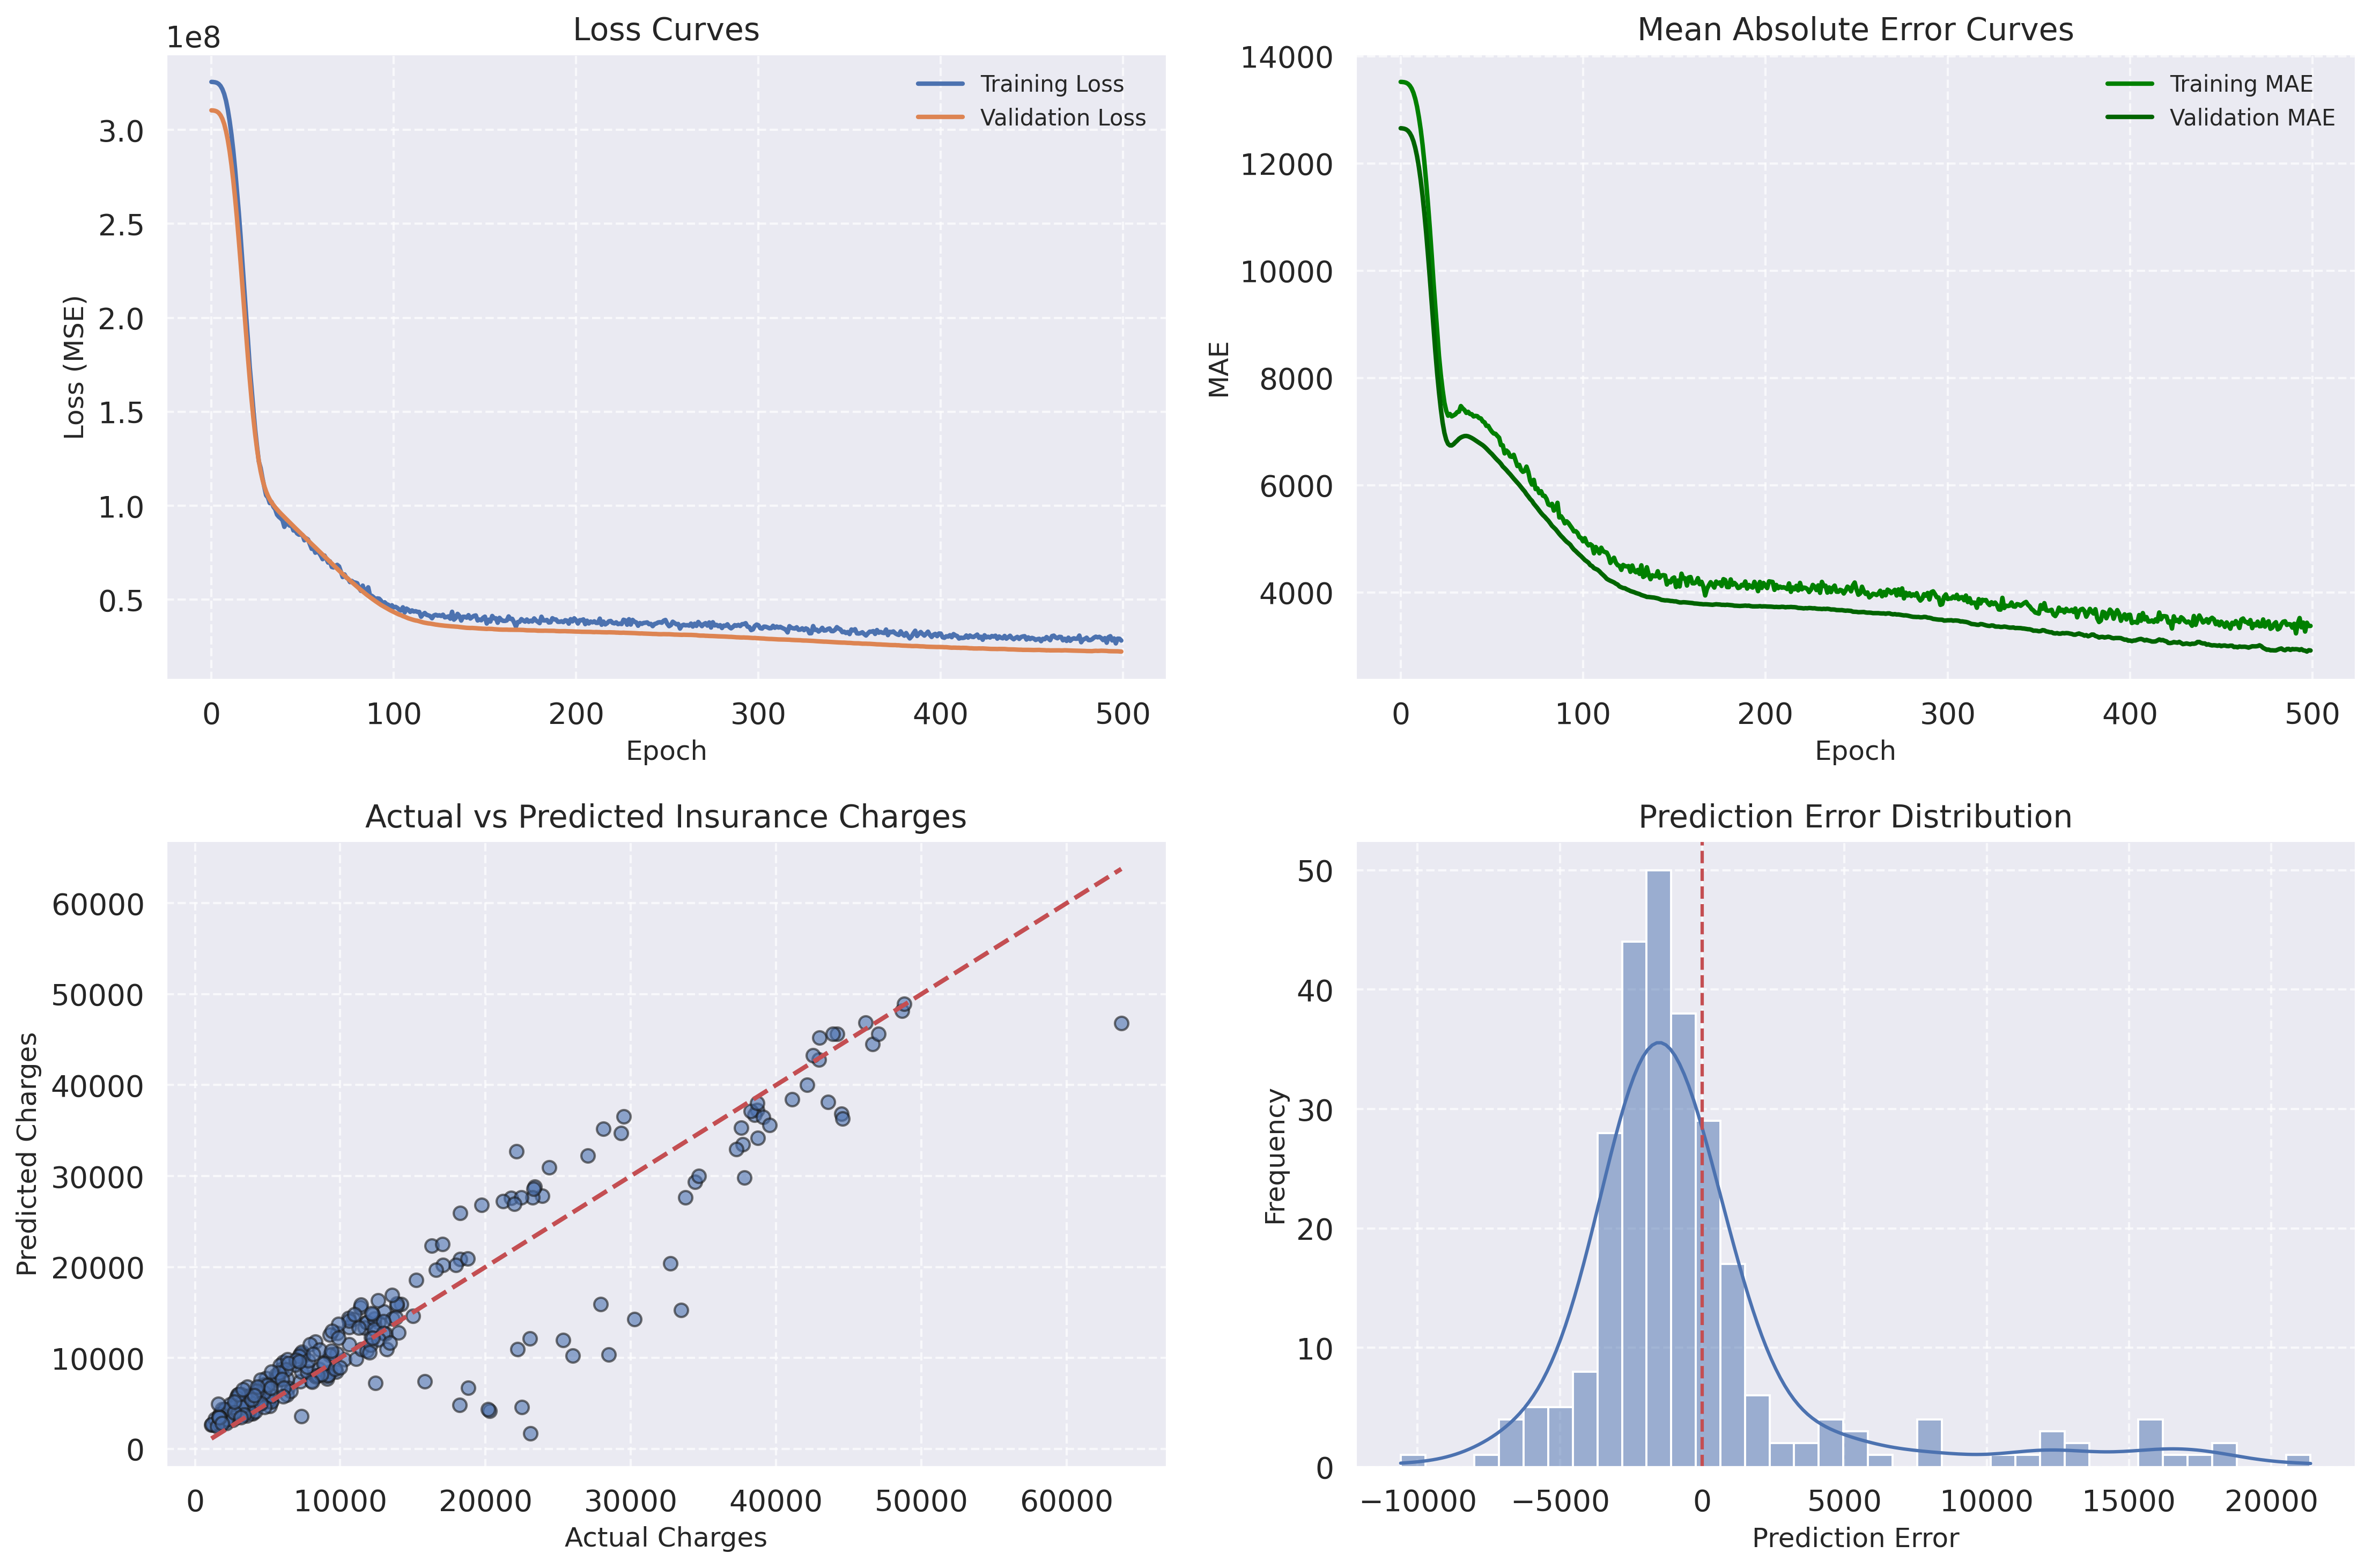 Loss Curves
1e8
3.0
2.5
2.0
1.5
1.0
0.5
Loss (MSE)
Training Loss
Validation Loss
0 100 200 300 400 500
Epoch
Mean Absolute Error Curves
14000
12000
10000
8000
6000
4000
MAE
Training MAE
Validation MAE
0 100 200 300 400 500
Epoch
Actual vs Predicted Insurance Charges
60000
50000
40000
30000
20000
10000
0
Predicted Charges
0 10000 20000 30000 40000 50000 60000
Actual Charges
Prediction Error Distribution
50
40
30
20
10
0
Frequency
−10000 −5000 0 5000 10000 15000 20000
Prediction Error